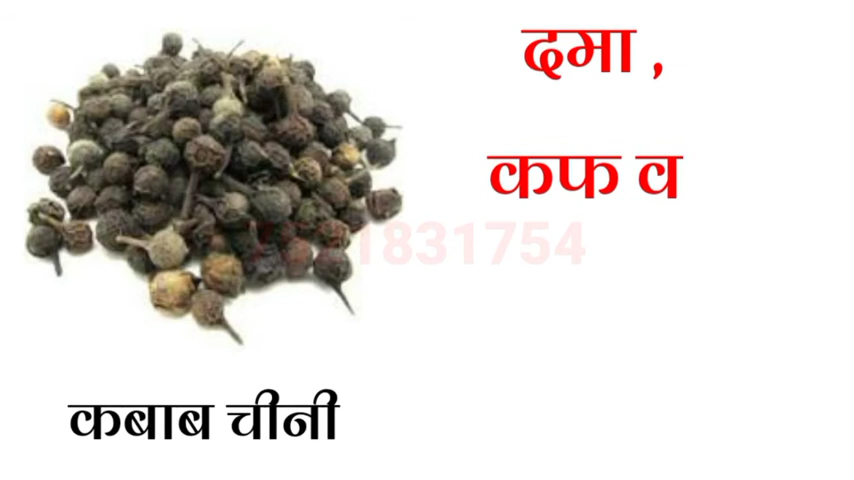 दमा ,
कफ व
कबाब चीनी